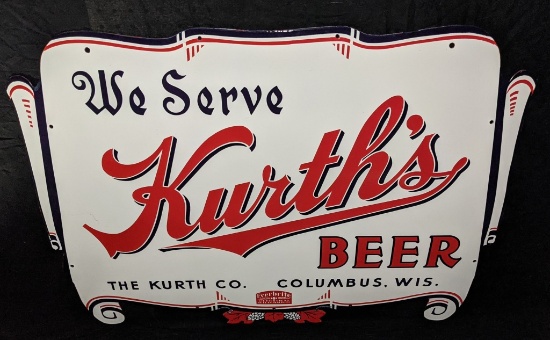 We Serve
Kurth's
BEER
THE KURTH CO. COLUMBUS, WIS.